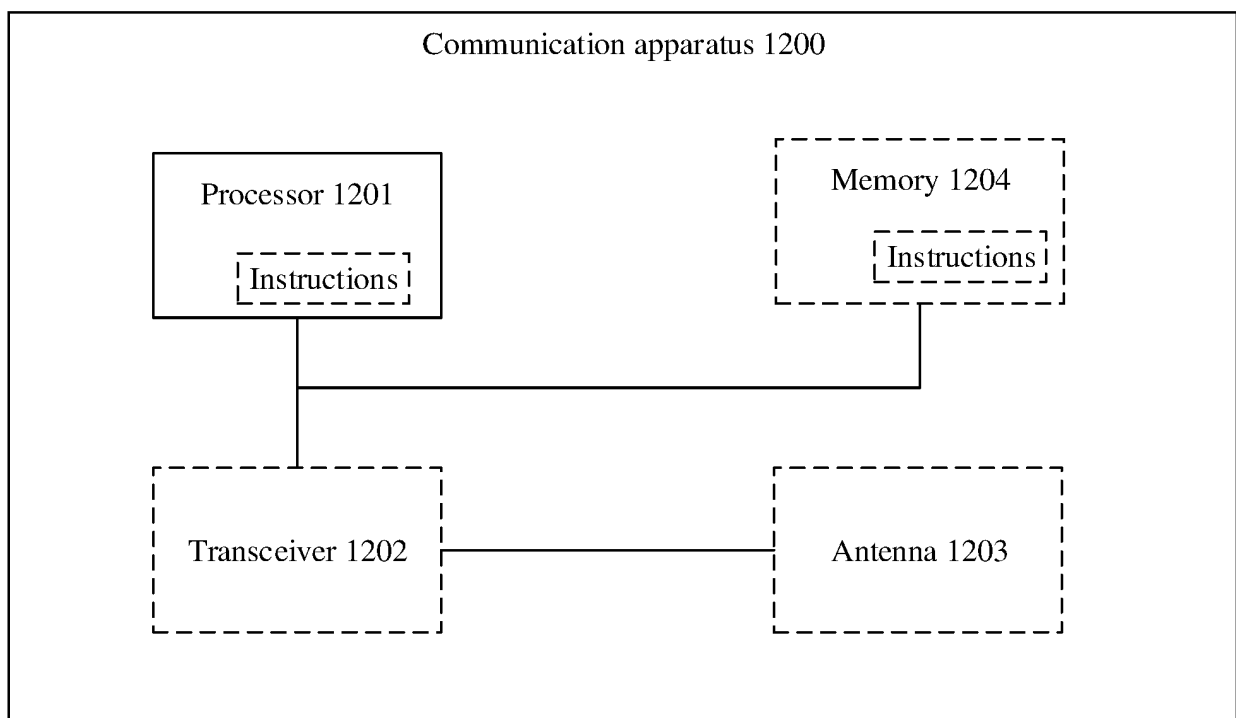 Communication apparatus 1200
Processor 1201
Instructions
Memory 1204
Instructions
Transceiver 1202
Antenna 1203